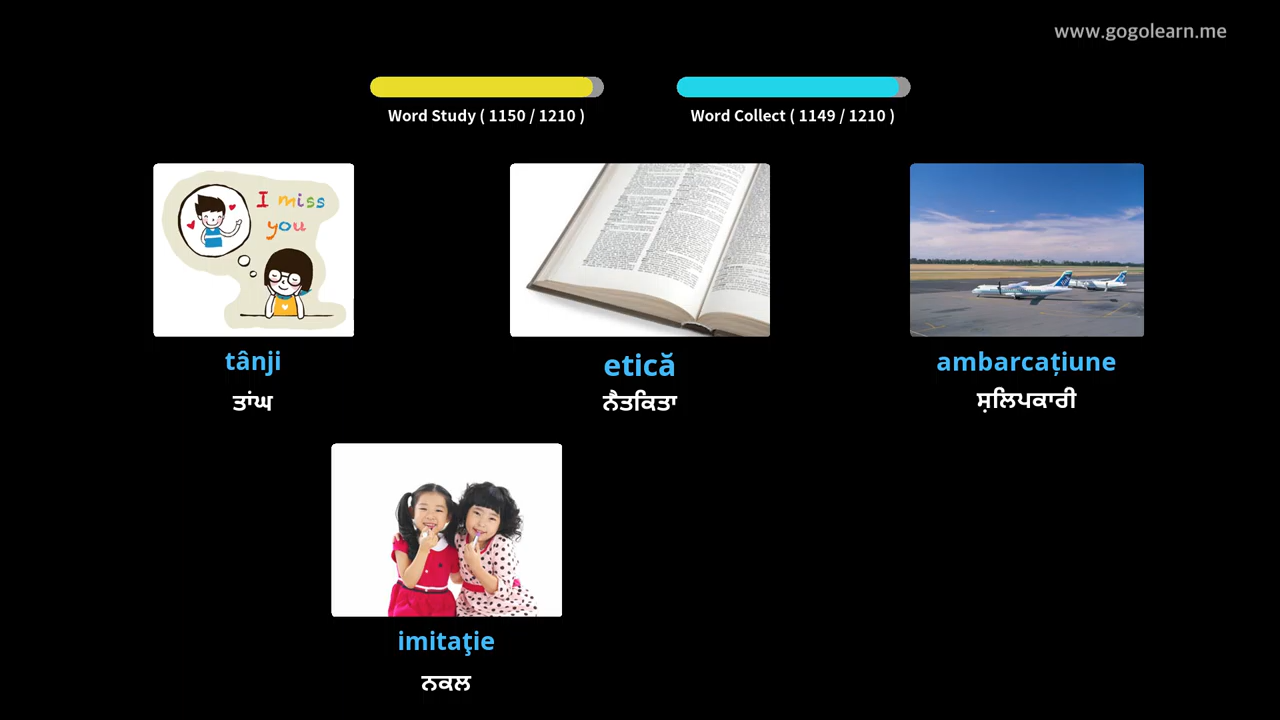 www.gogolearn.me
Word Study ( 1150 / 1210 )
Word Collect ( 1149 / 1210 )
I miss
you
tânji
etică
ambarcațiune
ਤਾਂਘ
ਨੈਤਕਿਤਾ
ਸ਼ਲਿਪਕਾਰੀ
imitaţie
ਨਕਲ